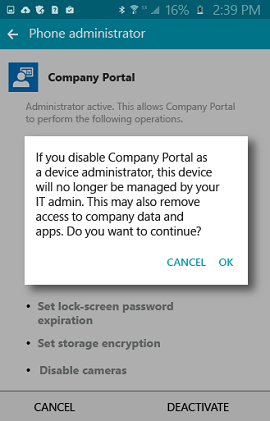 16% 2:39 PM
Phone administrator
Company Portal
Administrator active. This allows Company Portal
to perform the following operations.
If you disable Company Portal as
a device administrator, this device
will no longer be managed by your
IT admin. This may also remove
access to company data and
apps. Do you want to continue?
CANCEL OK
• Set lock-screen password
expiration
• Set storage encryption
• Disable cameras
CANCEL DEACTIVATE